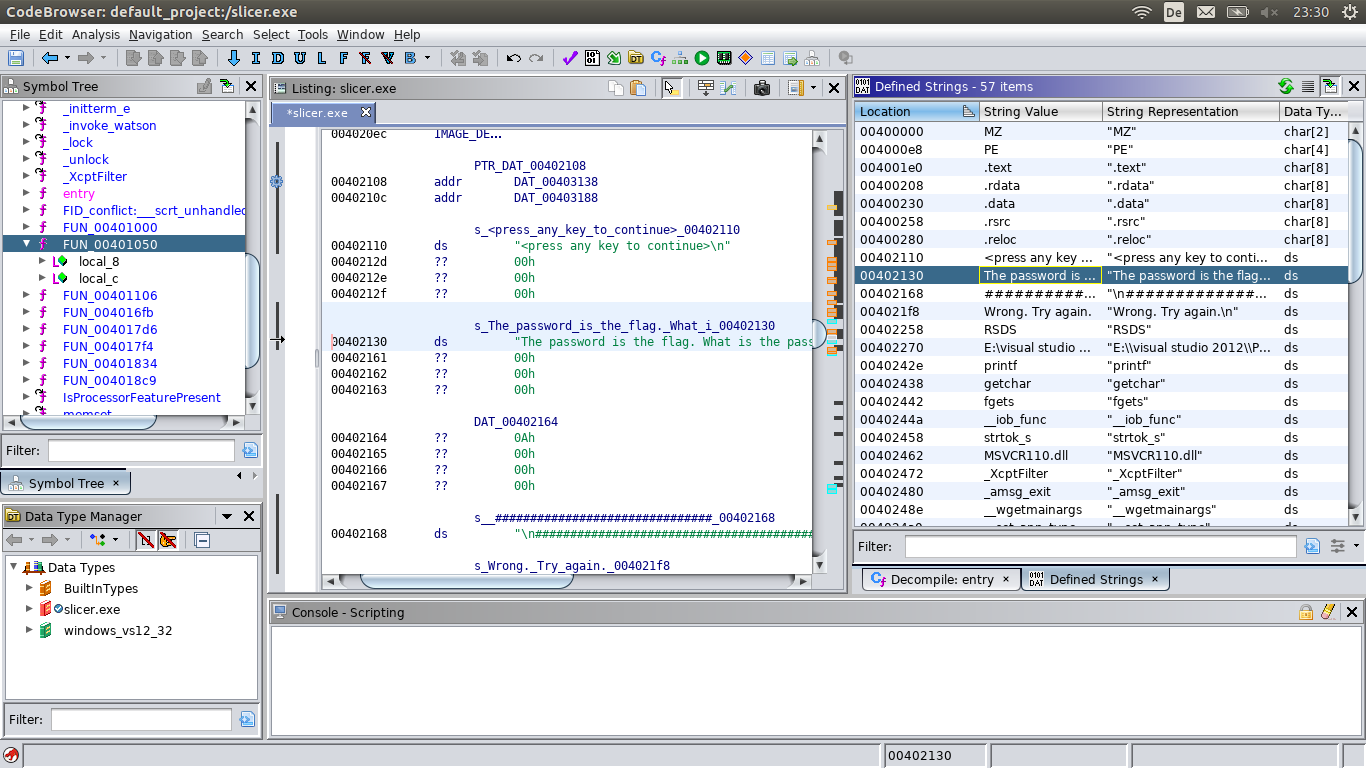 CodeBrowser: default_project:/slicer.exe
De
23:30
File Edit Analysis Navigation Search Select Tools Window Help
I D U L F R V B
Symbol Tree
_initterm_e
_invoke_watson
_lock
_unlock
_XcptFilter
entry
FID_conflict:___scrt_unhandled
FUN_00401000
FUN_00401050
local_8
local_c
FUN_00401106
FUN_004016fb
FUN_004017d6
FUN_004017f4
FUN_00401834
FUN_004018c9
IsProcessorFeaturePresent
memset
Filter:
Symbol Tree ×
Data Type Manager
Data Types
BuiltInTypes
slicer.exe
windows_vs12_32
Filter:
Listing: slicer.exe
*slicer.exe
004020ec IMAGE_DE...
PTR_DAT_00402108
00402108 addr DAT_00403138
0040210c addr DAT_00403188
s_<press_any_key_to_continue>_00402110
00402110 ds "<press any key to continue>\n"
0040212d ?? 00h
0040212e ?? 00h
0040212f ?? 00h
s_The_password_is_the_flag._What_i_00402130
00402130 ds "The password is the flag. What is the pass
00402161 ?? 00h
00402162 ?? 00h
00402163 ?? 00h
DAT_00402164
00402164 ?? 0Ah
00402165 ?? 00h
00402166 ?? 00h
00402167 ?? 00h
s__##############################_00402168
00402168 ds "\n######################################
s_Wrong._Try_again._004021f8
Defined Strings - 57 items
Location String Value String Representation Data Ty...
00400000 MZ "MZ" char[2]
004000e8 PE "PE" char[4]
004001e0 .text ".text" char[8]
00400208 .rdata ".rdata" char[8]
00400230 .data ".data" char[8]
00400258 .rsrc ".rsrc" char[8]
00400280 .reloc ".reloc" char[8]
00402110 <press any key ... "<press any key to conti... ds
00402130 The password is ... "The password is the flag... ds
00402168 ##########... "\n#############... ds
004021f8 Wrong. Try again. "Wrong. Try again.\n" ds
00402258 RSDS "RSDS" ds
00402270 E:\visual studio ... "E:\\visual studio 2012\\P... ds
0040242e printf "printf" ds
00402438 getchar "getchar" ds
00402442 fgets "fgets" ds
0040244a __iob_func "__iob_func" ds
00402458 strtok_s "strtok_s" ds
00402462 MSVCR110.dll "MSVCR110.dll" ds
00402472 _XcptFilter "_XcptFilter" ds
00402480 _amsg_exit "_amsg_exit" ds
0040248e __wgetmainargs "__wgetmainargs" ds
Filter:
Decompile: entry × Defined Strings ×
Console - Scripting
00402130